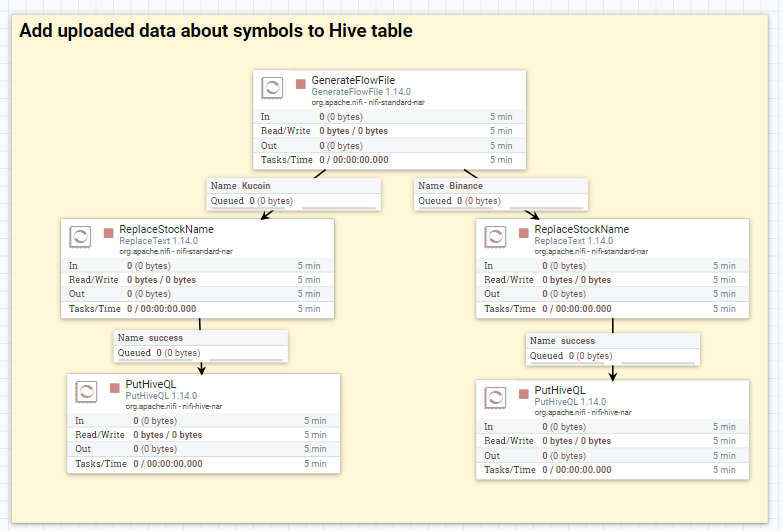 Add uploaded data about symbols to Hive table
GenerateFlowFile
GenerateFlowFile 1.14.0
org.apache.nifi - nifi-standard-nar
In 0 (0 bytes) 5 min
Read/Write 0 bytes / 0 bytes 5 min
Out 0 (0 bytes) 5 min
Tasks/Time 0 / 00:00:00.000 5 min
Name Kucoin
Queued 0 (0 bytes)
Name Binance
Queued 0 (0 bytes)
ReplaceStockName
ReplaceText 1.14.0
org.apache.nifi - nifi-standard-nar
In 0 (0 bytes) 5 min
Read/Write 0 bytes / 0 bytes 5 min
Out 0 (0 bytes) 5 min
Tasks/Time 0 / 00:00:00.000 5 min
ReplaceStockName
ReplaceText 1.14.0
org.apache.nifi - nifi-standard-nar
In 0 (0 bytes) 5 min
Read/Write 0 bytes / 0 bytes 5 min
Out 0 (0 bytes) 5 min
Tasks/Time 0 / 00:00:00.000 5 min
Name success
Queued 0 (0 bytes)
Name success
Queued 0 (0 bytes)
PutHiveQL
PutHiveQL 1.14.0
org.apache.nifi - nifi-hive-nar
In 0 (0 bytes) 5 min
Read/Write 0 bytes / 0 bytes 5 min
Out 0 (0 bytes) 5 min
Tasks/Time 0 / 00:00:00.000 5 min
PutHiveQL
PutHiveQL 1.14.0
org.apache.nifi - nifi-hive-nar
In 0 (0 bytes) 5 min
Read/Write 0 bytes / 0 bytes 5 min
Out 0 (0 bytes) 5 min
Tasks/Time 0 / 00:00:00.000 5 min